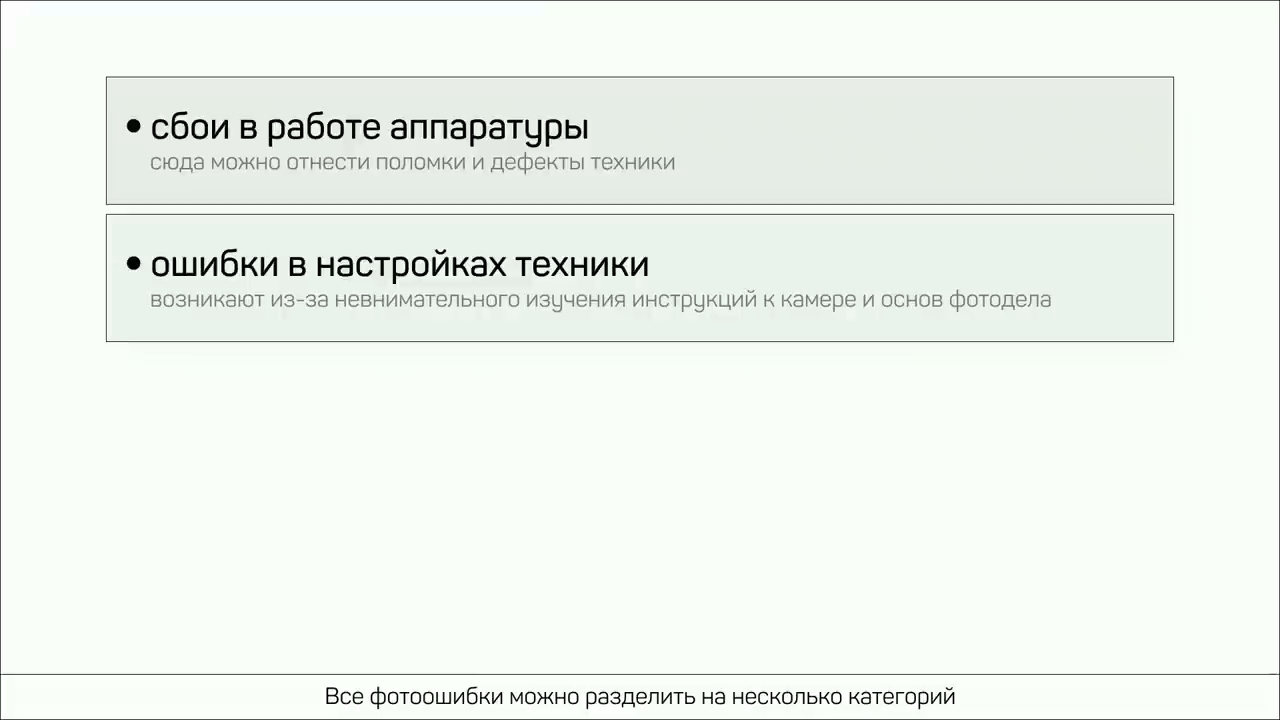 • сбои в работе аппаратуры
сюда можно отнести поломки и дефекты техники
• ошибки в настройках техники
возникают из-за невнимательного изучения инструкций к камере и основ фотодела
Все фотоошибки можно разделить на несколько категорий